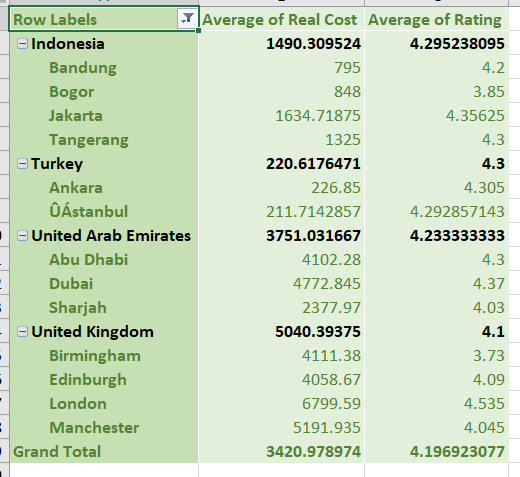 Row Labels Average of Real Cost Average of Rating
Indonesia 1490.309524 4.295238095
Bandung 795 4.2
Bogor 848 3.85
Jakarta 1634.71875 4.35625
Tangerang 1325 4.3
Turkey 220.6176471 4.3
Ankara 226.85 4.305
ÛÁstanbul 211.7142857 4.292857143
United Arab Emirates 3751.031667 4.233333333
Abu Dhabi 4102.28 4.3
Dubai 4772.845 4.37
Sharjah 2377.97 4.03
United Kingdom 5040.39375 4.1
Birmingham 4111.38 3.73
Edinburgh 4058.67 4.09
London 6799.59 4.535
Manchester 5191.935 4.045
Grand Total 3420.978974 4.196923077